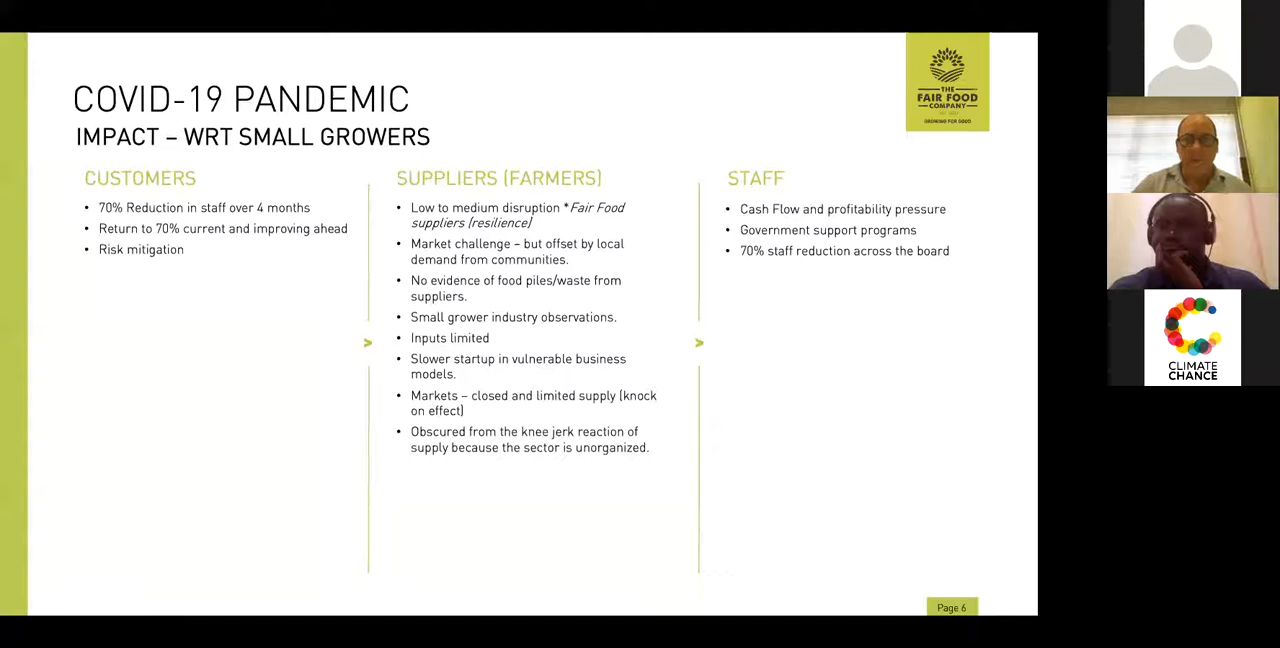 COVID-19 PANDEMIC
IMPACT – WRT SMALL GROWERS
THE
FAIR FOOD
COMPANY
GROWING FOR GOOD
CUSTOMERS
• 70% Reduction in staff over 4 months
• Return to 70% current and improving ahead
• Risk mitigation
SUPPLIERS (FARMERS)
• Low to medium disruption *Fair Food
suppliers (resilience)
• Market challenge – but offset by local
demand from communities.
• No evidence of food piles/waste from
suppliers.
• Small grower industry observations.
• Inputs limited
• Slower startup in vulnerable business
models.
• Markets – closed and limited supply (knock
on effect)
• Obscured from the knee jerk reaction of
supply because the sector is unorganized.
STAFF
• Cash Flow and profitability pressure
• Government support programs
• 70% staff reduction across the board
>
>
Page 6
CLIMATE
CHANCE